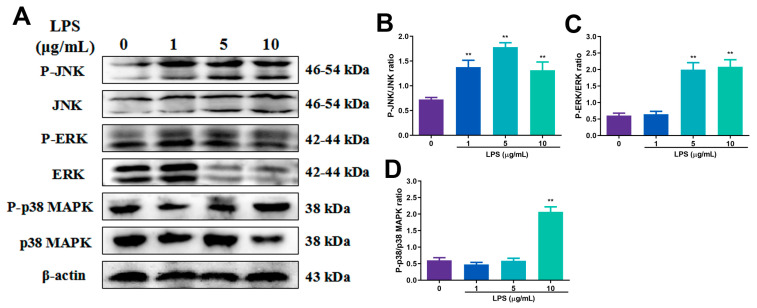 A
LPS
(µg/mL)
0 1 5 10
P-JNK 46-54 kDa
JNK 46-54 kDa
P-ERK 42-44 kDa
ERK 42-44 kDa
P-p38 MAPK 38 kDa
p38 MAPK 38 kDa
β-actin 43 kDa
B
P-JNK/JNK ratio
2.0
1.5
1.0
0.5
0.0
** ** **
0 1 5 10
LPS (µg/mL)
C
P-ERK/ERK ratio
3.0
2.5
2.0
1.5
1.0
0.5
0.0
** **
0 1 5 10
LPS (µg/mL)
D
P-p38/p38 MAPK ratio
3.0
2.5
2.0
1.5
1.0
0.5
0.0
**
0 1 5 10
LPS (µg/mL)